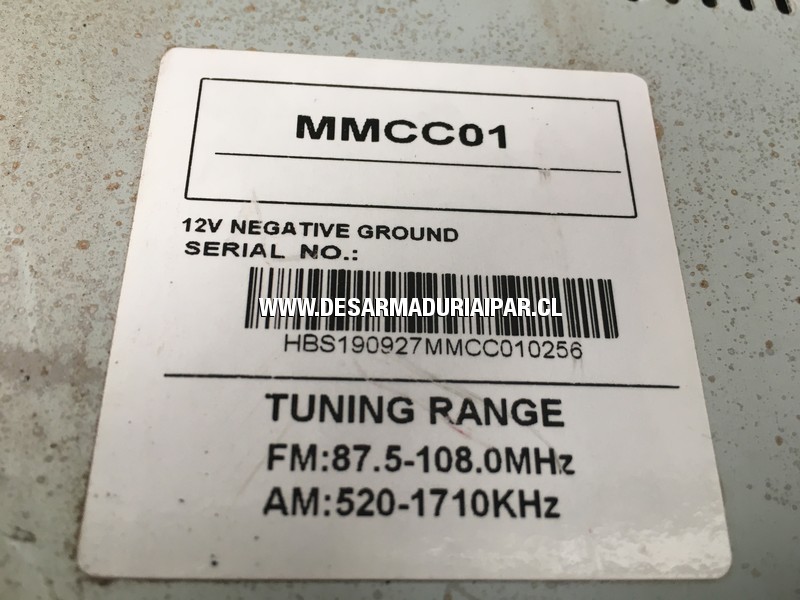 MMCC01
12V NEGATIVE GROUND
SERIAL NO.:
WWW.DESARMADURIAIPAR.CL
HBS190927MMCC010256
TUNING RANGE
FM:87.5-108.0MHz
AM:520-1710KHz